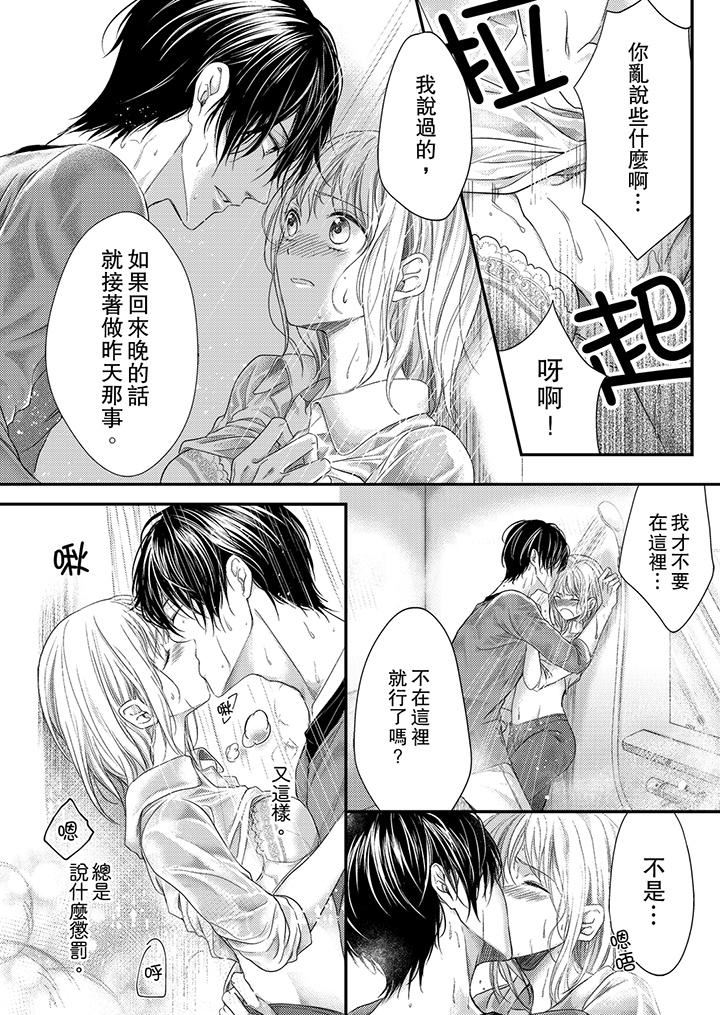 你亂說些什麼啊…
拉
起
呀啊！
我說過的，
如果回來晚的話
就接著做昨天那事。
我才不要
在這裡…
不在這裡
就行了嗎？
不是…
嗯唔
啾
啾
又這樣。
嗯
總是
說什麼懲罰。
呼